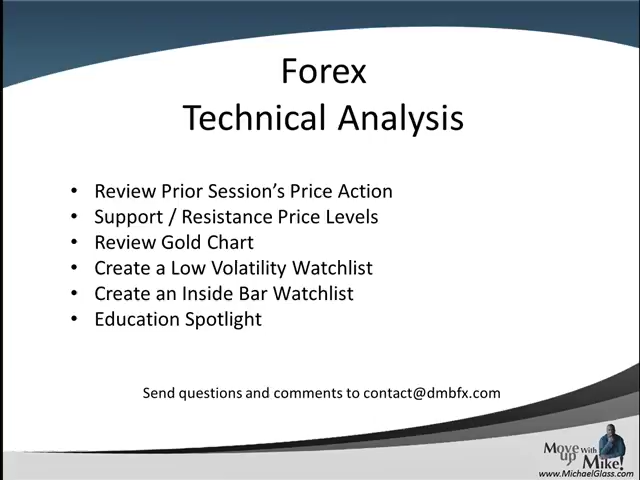 Forex
Technical Analysis
• Review Prior Session's Price Action
• Support / Resistance Price Levels
• Review Gold Chart
• Create a Low Volatility Watchlist
• Create an Inside Bar Watchlist
• Education Spotlight
Send questions and comments to contact@dmbfx.com
Move up With Mike!
www.MichaelGlass.com